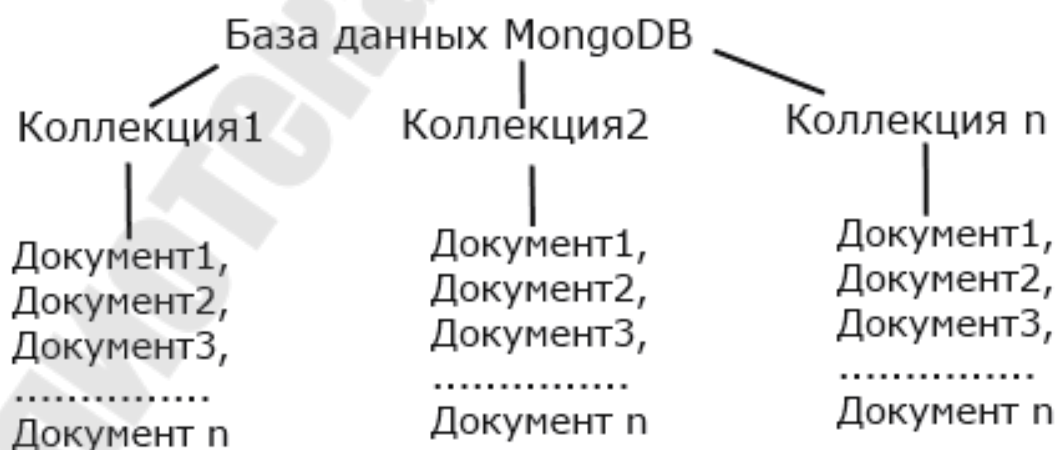 База данных MongoDB
Коллекция1
Коллекция2
Коллекция n
Документ1,
Документ2,
Документ3,
...............
Документ n
Документ1,
Документ2,
Документ3,
...............
Документ n
Документ1,
Документ2,
Документ3,
...............
Документ n